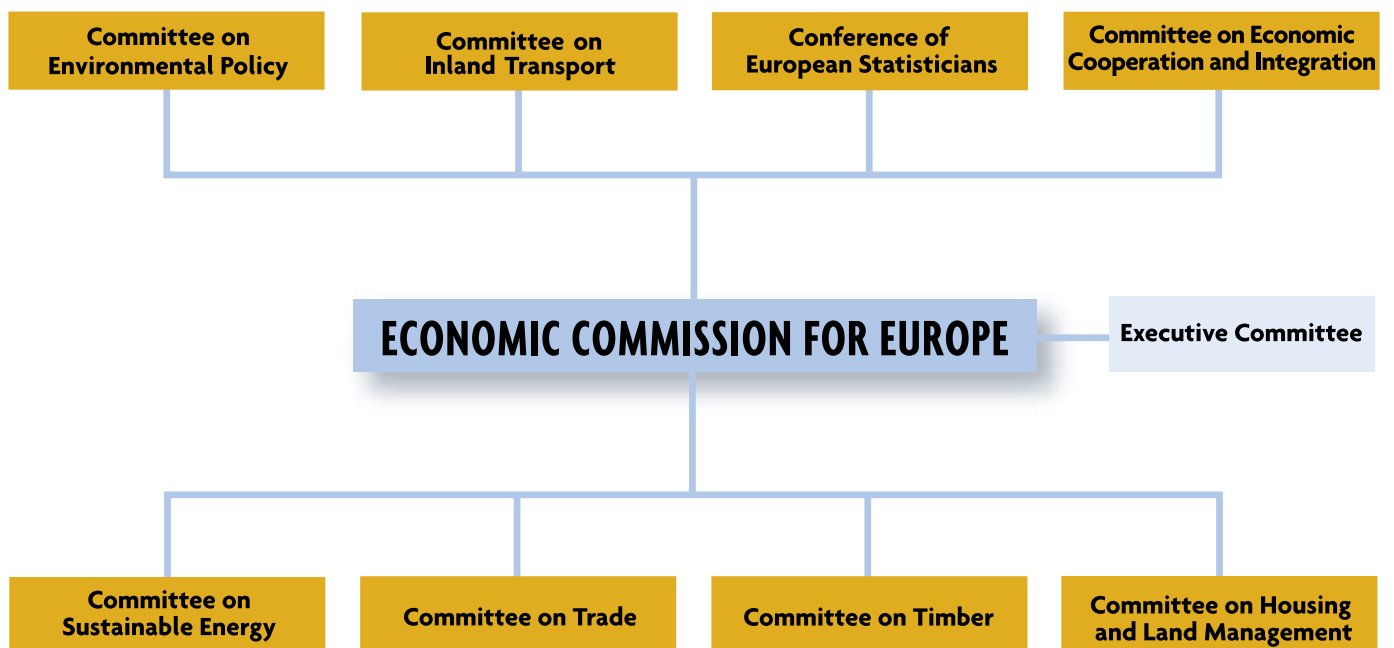 Committee on
Environmental Policy
Committee on
Inland Transport
Conference of
European Statisticians
Committee on Economic
Cooperation and Integration
ECONOMIC COMMISSION FOR EUROPE
Executive Committee
Committee on
Sustainable Energy
Committee on Trade
Committee on Timber
Committee on Housing
and Land Management